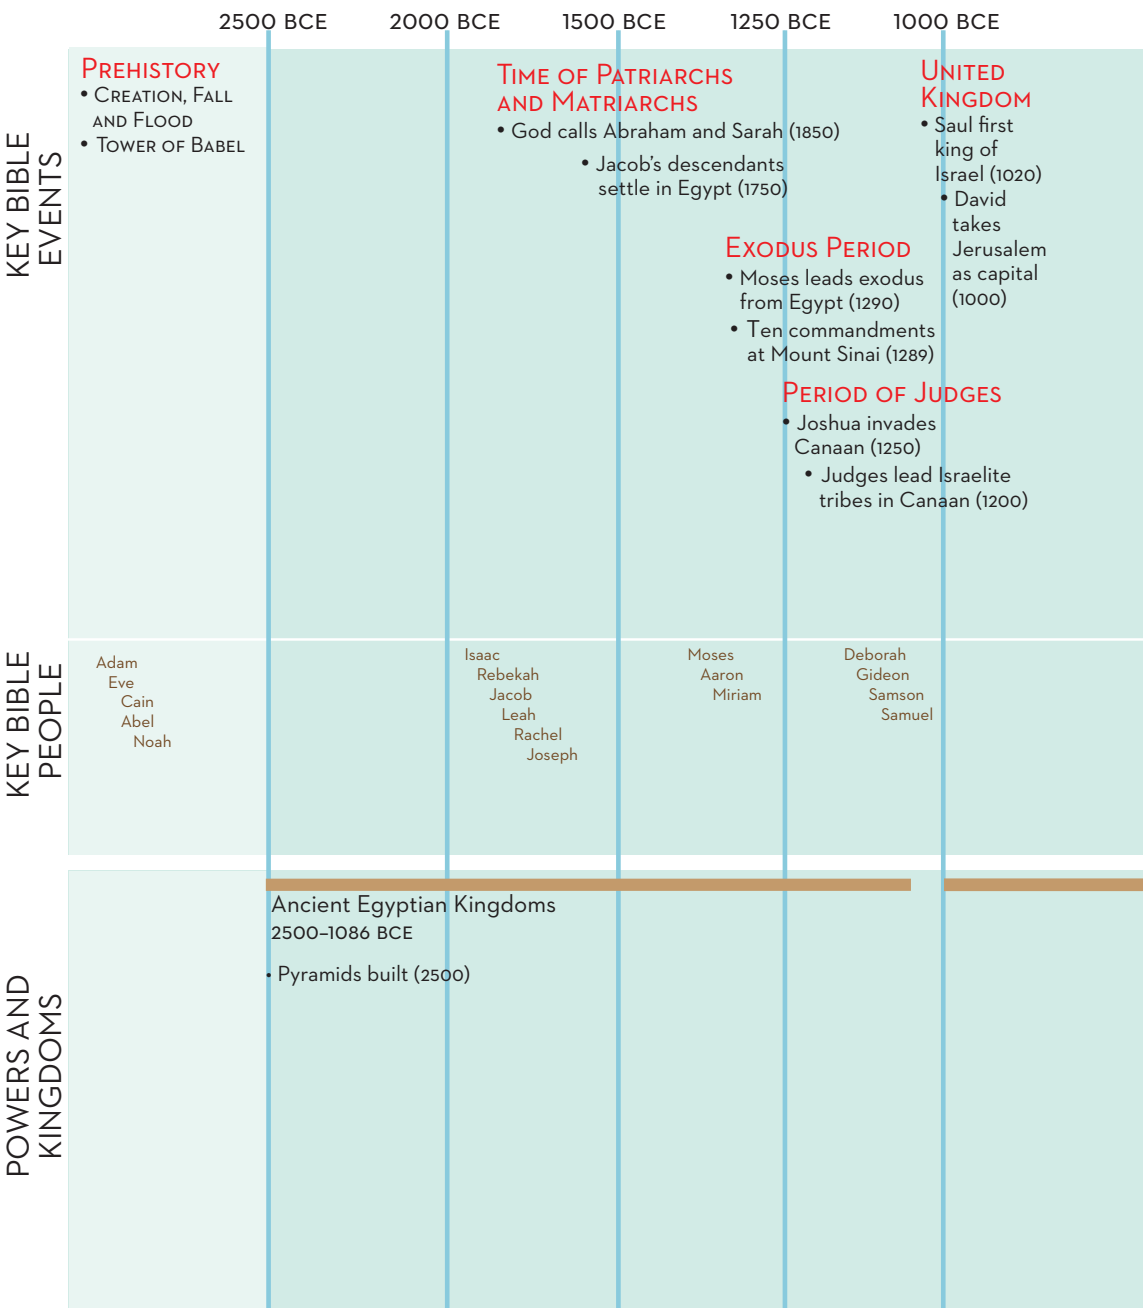 2500 BCE 2000 BCE 1500 BCE 1250 BCE 1000 BCE
KEY BIBLE
EVENTS
PREHISTORY
• CREATION, FALL
AND FLOOD
• TOWER OF BABEL
TIME OF PATRIARCHS
AND MATRIARCHS
• God calls Abraham and Sarah (1850)
• Jacob's descendants
settle in Egypt (1750)
EXODUS PERIOD
• Moses leads exodus
from Egypt (1290)
• Ten commandments
at Mount Sinai (1289)
PERIOD OF JUDGES
• Joshua invades
Canaan (1250)
• Judges lead Israelite
tribes in Canaan (1200)
UNITED
KINGDOM
• Saul first
king of
Israel (1020)
• David
takes
Jerusalem
as capital
(1000)
KEY BIBLE
PEOPLE
Adam
Eve
Cain
Abel
Noah
Isaac
Rebekah
Jacob
Leah
Rachel
Joseph
Moses
Aaron
Miriam
Deborah
Gideon
Samson
Samuel
POWERS AND
KINGDOMS
Ancient Egyptian Kingdoms
2500–1086 BCE
• Pyramids built (2500)